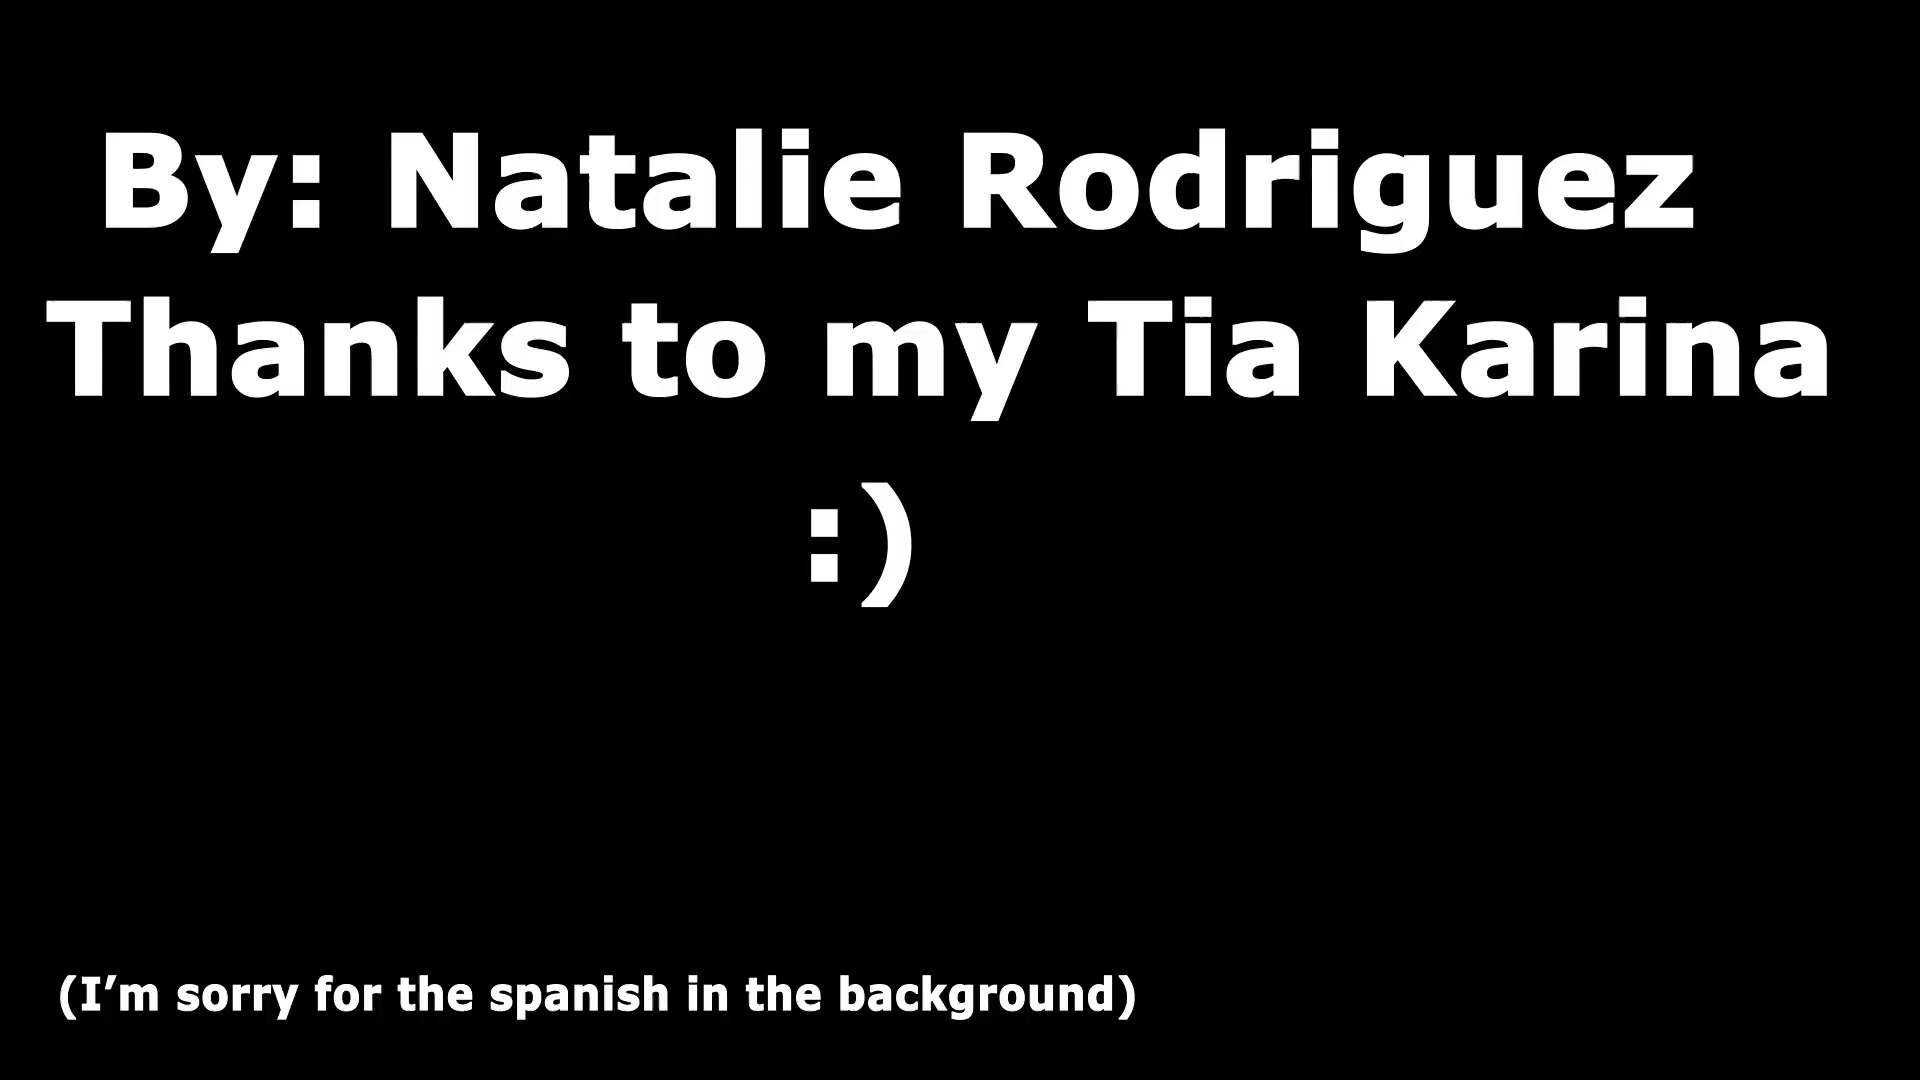 By: Natalie Rodriguez
Thanks to my Tia Karina
:)
(I’m sorry for the spanish in the background)